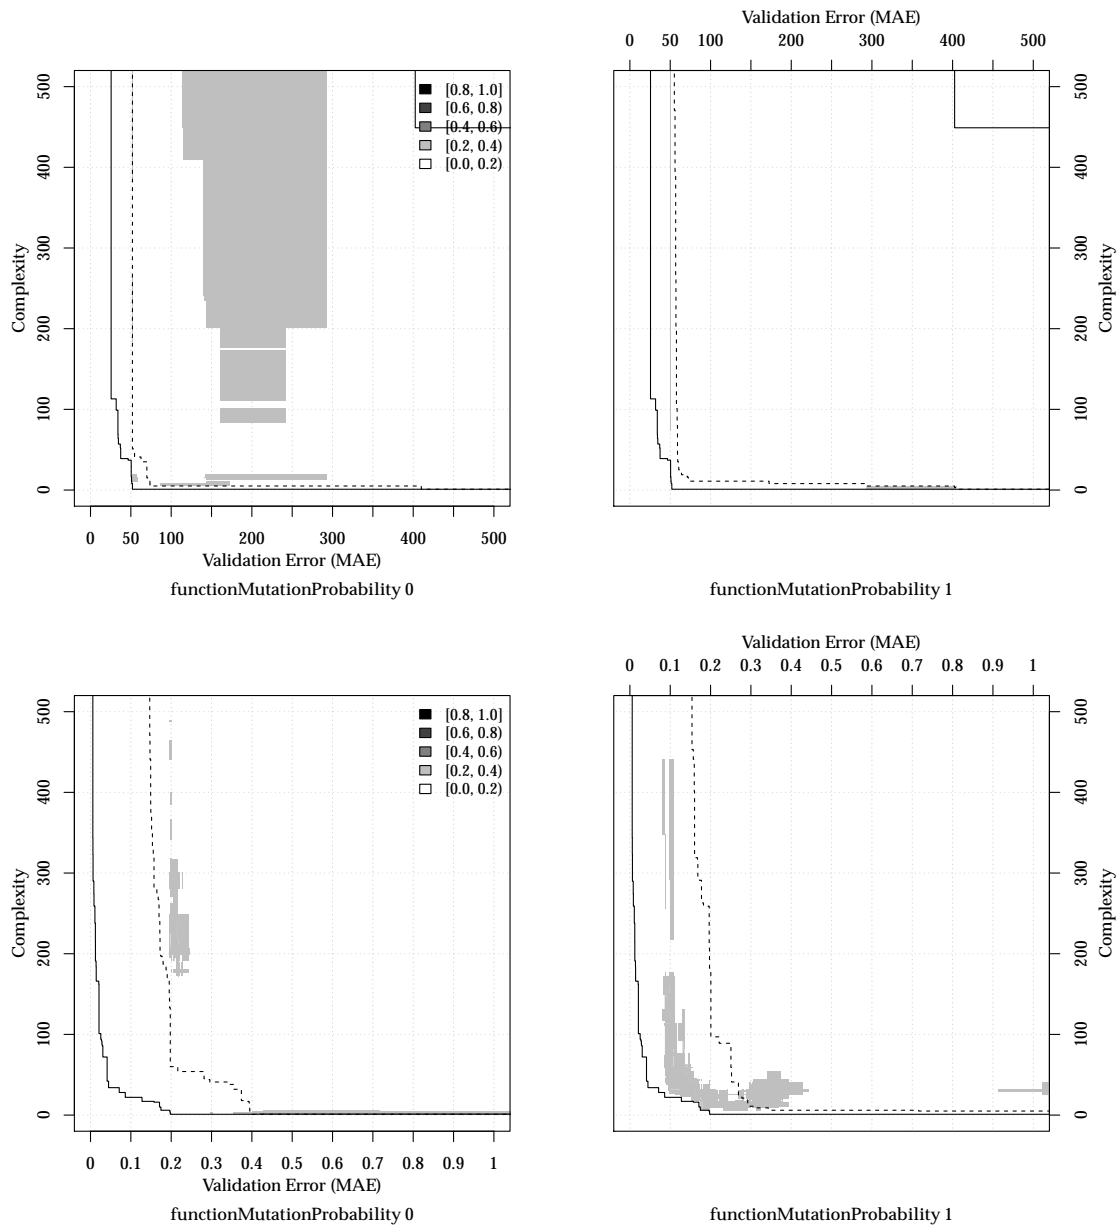 Validation Error (MAE)
0 50 100 200 300 400 500
[0.8, 1.0]
[0.6, 0.8)
[0.4, 0.6)
[0.2, 0.4)
[0.0, 0.2)
Complexity
0 100 200 300 400 500
Complexity
0 100 200 300 400 500
0 50 100 200 300 400 500
Validation Error (MAE)
functionMutationProbability 0
functionMutationProbability 1
Validation Error (MAE)
0 0.1 0.2 0.3 0.4 0.5 0.6 0.7 0.8 0.9 1
[0.8, 1.0]
[0.6, 0.8)
[0.4, 0.6)
[0.2, 0.4)
[0.0, 0.2)
Complexity
0 100 200 300 400 500
Complexity
0 100 200 300 400 500
0 0.1 0.2 0.3 0.4 0.5 0.6 0.7 0.8 0.9 1
Validation Error (MAE)
functionMutationProbability 0
functionMutationProbability 1